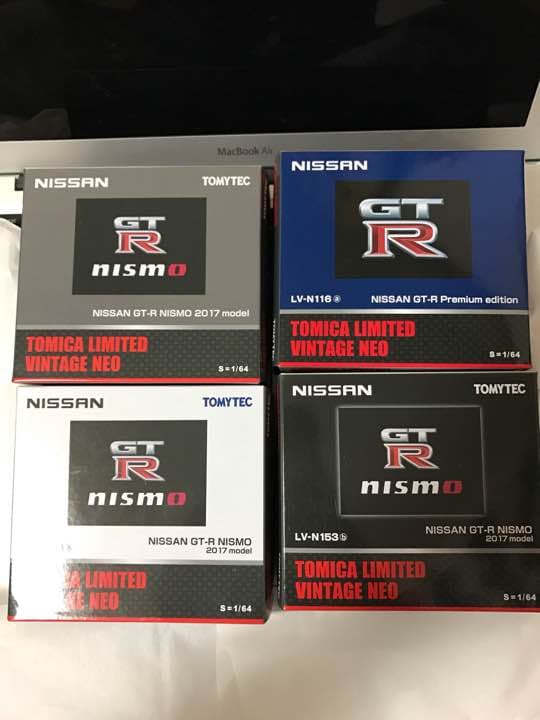 MacBook Air
NISSAN
TOMYTEC
GT
R
nismo
NISSAN GT-R NISMO 2017 model
TOMICA LIMITED
VINTAGE NEO
S=1/64
NISSAN
GT
R
LV-N116 ⓐ NISSAN GT-R Premium edition
TOMICA LIMITED
VINTAGE NEO
S=1/64
NISSAN
TOMYTEC
GT
R
nismo
NISSAN GT-R NISMO
2017 model
LIMITED
NEO
S=1/64
NISSAN
TOMYTEC
GT
R
nismo
LV-N153 ⓑ NISSAN GT-R NISMO
2017 model
TOMICA LIMITED
VINTAGE NEO
S=1/64